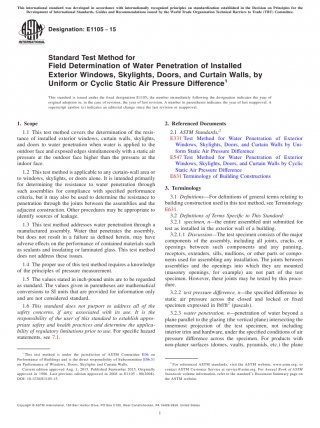 This international standard was developed in accordance with internationally recognized principles on standardization established in the Decision on Principles for the
Development of International Standards, Guides and Recommendations issued by the World Trade Organization Technical Barriers to Trade (TBT) Committee.
Designation: E1105 − 15
Standard Test Method for
Field Determination of Water Penetration of Installed
Exterior Windows, Skylights, Doors, and Curtain Walls, by
Uniform or Cyclic Static Air Pressure Difference1
This standard is issued under the fixed designation E1105; the number immediately following the designation indicates the year of
original adoption or, in the case of revision, the year of last revision. A number in parentheses indicates the year of last reapproval. A
superscript epsilon (ε) indicates an editorial change since the last revision or reapproval.
1. Scope
1.1 This test method covers the determination of the resis-
tance of installed exterior windows, curtain walls, skylights,
and doors to water penetration when water is applied to the
outdoor face and exposed edges simultaneously with a static air
pressure at the outdoor face higher than the pressure at the
indoor face.
1.2 This test method is applicable to any curtain-wall area or
to windows, skylights, or doors alone. It is intended primarily
for determining the resistance to water penetration through
such assemblies for compliance with specified performance
criteria, but it may also be used to determine the resistance to
penetration through the joints between the assemblies and the
adjacent construction. Other procedures may be appropriate to
identify sources of leakage.
1.3 This test method addresses water penetration through a
manufactured assembly. Water that penetrates the assembly,
but does not result in a failure as defined herein, may have
adverse effects on the performance of contained materials such
as sealants and insulating or laminated glass. This test method
does not address these issues.
1.4 The proper use of this test method requires a knowledge
of the principles of pressure measurement.
1.5 The values stated in inch-pound units are to be regarded
as standard. The values given in parentheses are mathematical
conversions to SI units that are provided for information only
and are not considered standard.
1.6 This standard does not purport to address all of the
safety concerns, if any, associated with its use. It is the
responsibility of the user of this standard to establish appro-
priate safety and health practices and determine the applica-
bility of regulatory limitations prior to use. For specific hazard
statements, see 7.1.
1 This test method is under the jurisdiction of ASTM Committee E06 on
Performance of Buildings and is the direct responsibility of Subcommittee E06.51
on Performance of Windows, Doors, Skylights and Curtain Walls.
Current edition approved Aug. 1, 2015. Published September 2015. Originally
approved in 1986. Last previous edition approved in 2008 as E1105 – 00(2008).
DOI: 10.1520/E1105-15.
2. Referenced Documents
2.1 ASTM Standards:2
E331 Test Method for Water Penetration of Exterior
Windows, Skylights, Doors, and Curtain Walls by Uni-
form Static Air Pressure Difference
E547 Test Method for Water Penetration of Exterior
Windows, Skylights, Doors, and Curtain Walls by Cyclic
Static Air Pressure Difference
E631 Terminology of Building Constructions
3. Terminology
3.1 Definitions—For definitions of general terms relating to
building construction used in this test method, see Terminology
E631.
3.2 Definitions of Terms Specific to This Standard:
3.2.1 specimen, n—the entire assembled unit submitted for
test as installed in the exterior wall of a building.
3.2.1.1 Discussion—The test specimen consists of the major
components of the assembly, including all joints, cracks, or
openings between such components and any panning,
receptors, extenders, sills, mullions, or other parts or compo-
nents used for assembling any installation. The joints between
assemblies and the openings into which they are mounted
(masonry openings, for example) are not part of the test
specimen. However, these joints may be tested by this proce-
dure.
3.2.2 test pressure difference, n—the specified difference in
static air pressure across the closed and locked or fixed
specimen expressed in lbf/ft2 (pascals).
3.2.3 water penetration, n—penetration of water beyond a
plane parallel to the glazing (the vertical plane) intersecting the
innermost projection of the test specimen, not including
interior trim and hardware, under the specified conditions of air
pressure difference across the specimen. For products with
non-planer surfaces (domes, vaults, pyramids, etc.) the plane
2 For referenced ASTM standards, visit the ASTM website, www.astm.org, or
contact ASTM Customer Service at service@astm.org. For Annual Book of ASTM
Standards volume information, refer to the standard's Document Summary page on
the ASTM website.
Copyright © ASTM International, 100 Barr Harbor Drive, PO Box C700, West Conshohocken, PA 19428-2959. United States
1